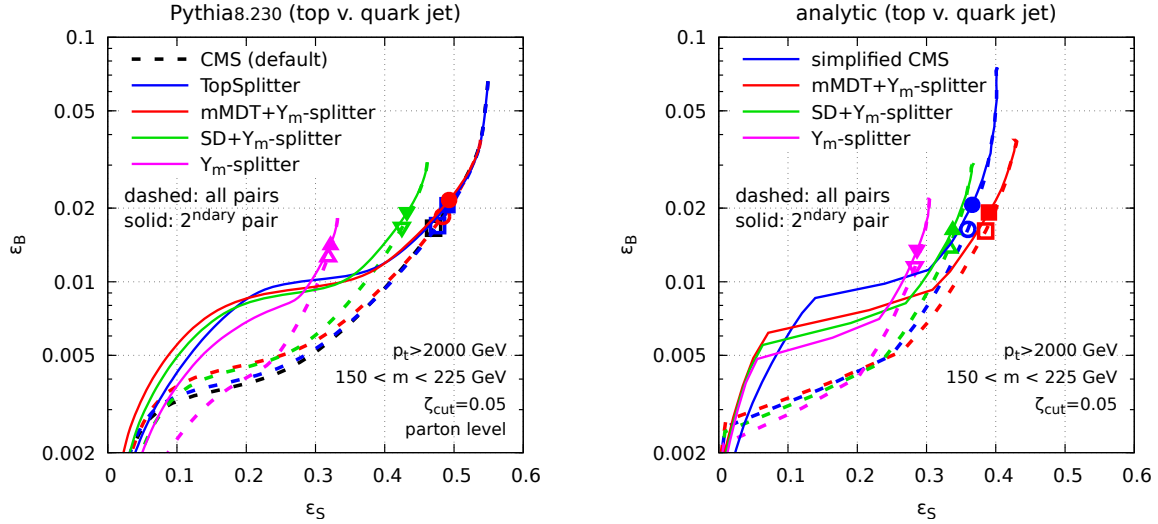 Pythia8.230 (top v. quark jet)
0.1
0.05
0.02
0.01
0.005
0.002
εB
CMS (default)
TopSplitter
mMDT+Ym-splitter
SD+Ym-splitter
Ym-splitter
dashed: all pairs
solid: 2ndary pair
pt>2000 GeV
150 < m < 225 GeV
ζcut=0.05
parton level
0 0.1 0.2 0.3 0.4 0.5 0.6
εS
analytic (top v. quark jet)
0.1
0.05
0.02
0.01
0.005
0.002
εB
simplified CMS
mMDT+Ym-splitter
SD+Ym-splitter
Ym-splitter
dashed: all pairs
solid: 2ndary pair
pt>2000 GeV
150 < m < 225 GeV
ζcut=0.05
0 0.1 0.2 0.3 0.4 0.5 0.6
εS